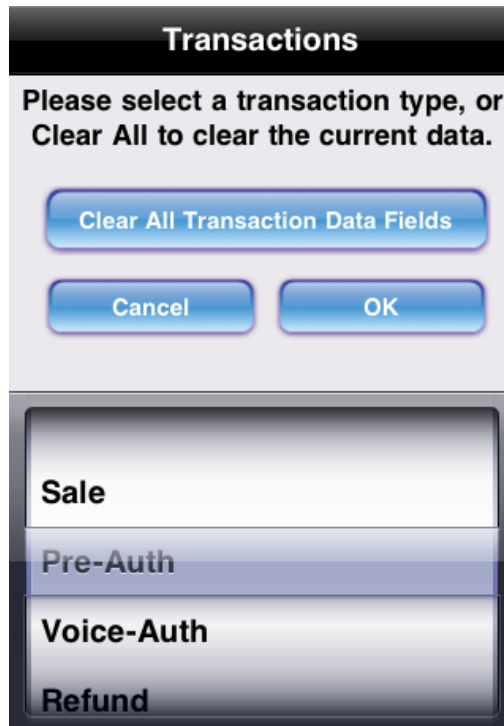 Transactions
Please select a transaction type, or
Clear All to clear the current data.
Clear All Transaction Data Fields
Cancel
OK
Sale
Pre-Auth
Voice-Auth
Refund